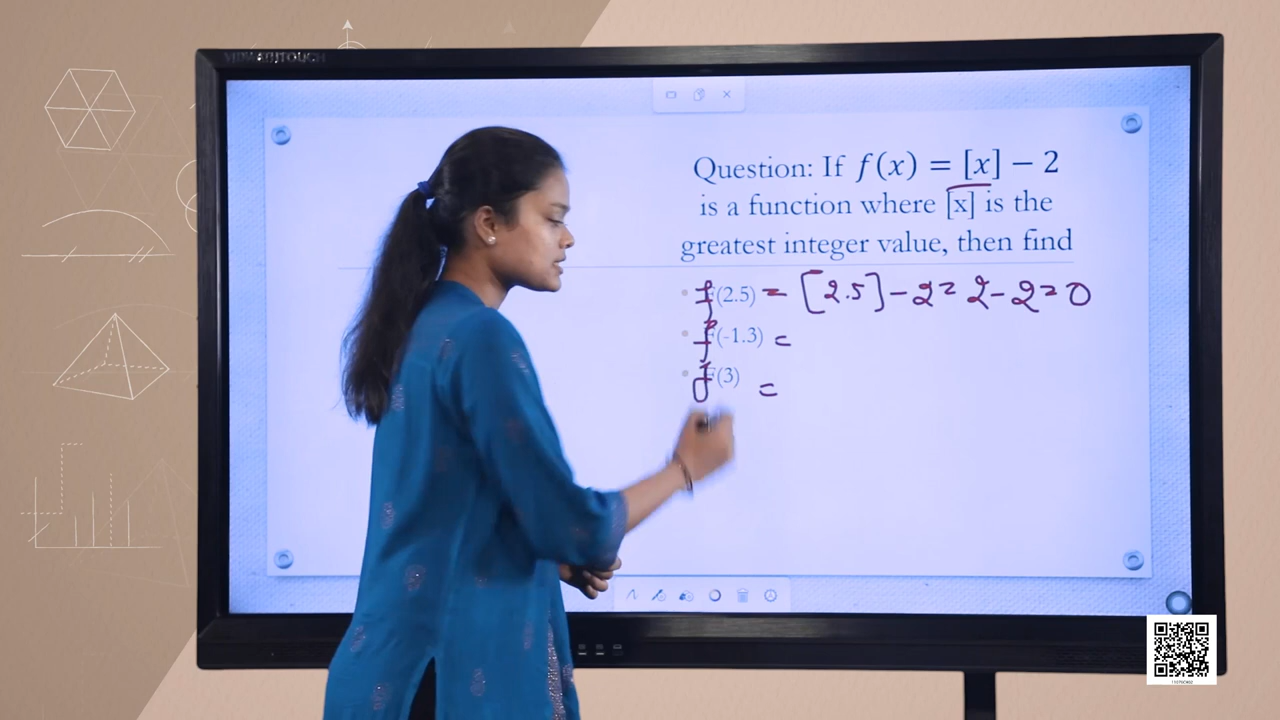 Question: If f(x) = [x] − 2
is a function where [x] is the
greatest integer value, then find
f(2.5) = [2.5] - 2 = 2 - 2 = 0
f(-1.3) =
f(3) =